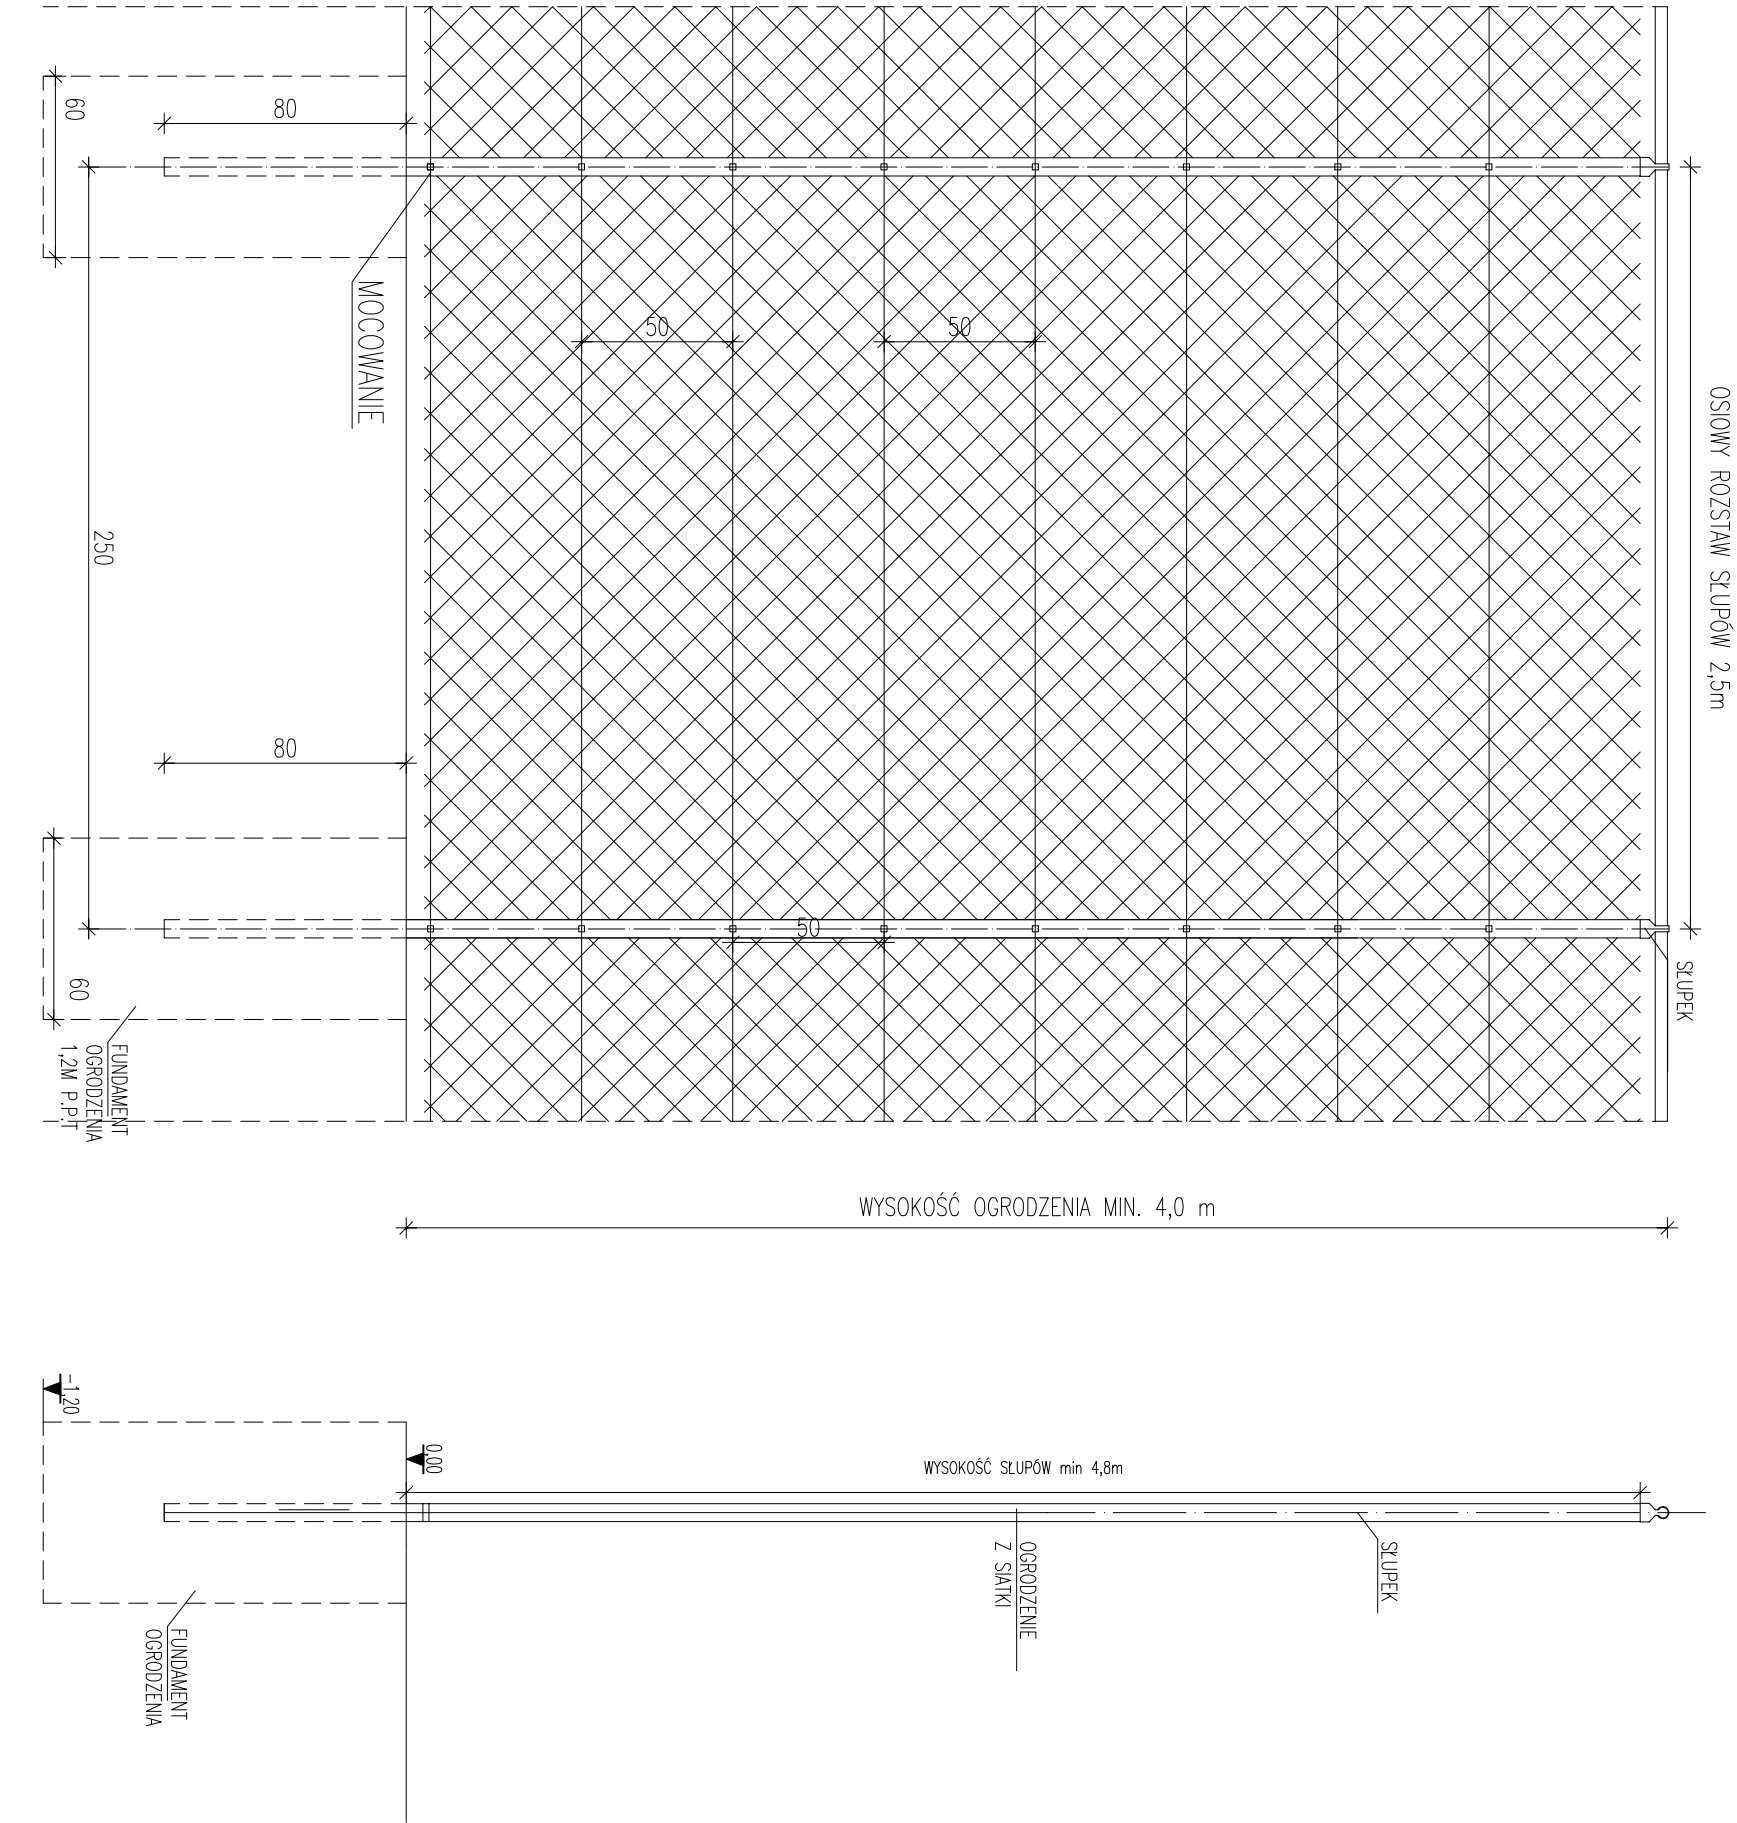 60
80
MOCOWANIE
50
50
OSIOWY ROZSTAW SŁUPÓW 2,5m
250
80
50
SŁUPEK
60
FUNDAMENT
OGRODZENIA
1,2M P.P.T
WYSOKOŚĆ OGRODZENIA MIN. 4,0 m
-1,20
0,00
WYSOKOŚĆ SŁUPÓW min 4,8m
SŁUPEK
OGRODZENIE
Z SIATKI
FUNDAMENT
OGRODZENIA